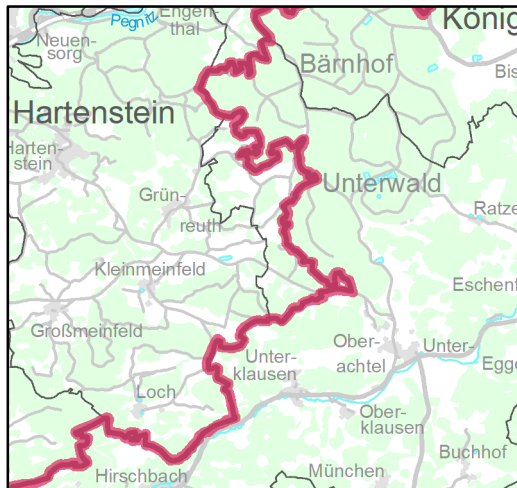 Engen-
thal
Pegnitz
König
Neuen-
sorg
Bärnhof
Bis
Hartenstein
Harten-
stein
Unterwald
Grün-
reuth
Ratze
Kleinmeinfeld
Eschenf
Großmeinfeld
Ober-
achtel
Unter-
Egge
Unter-
klausen
Loch
Ober-
klausen
Buchhof
Hirschbach
München